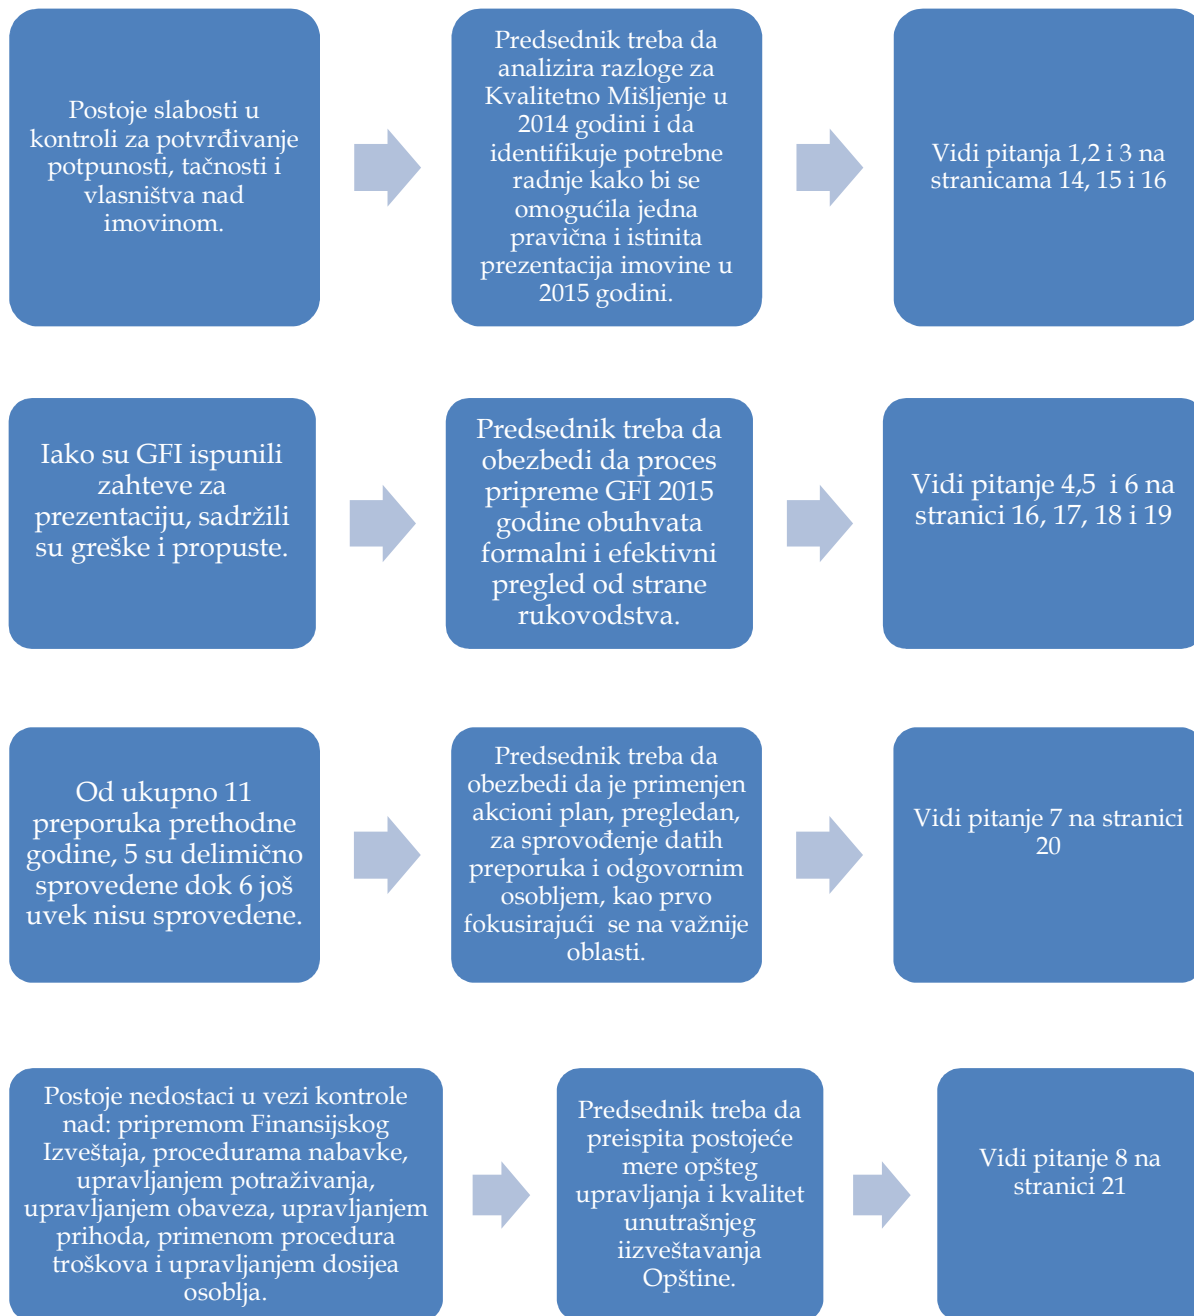 Postoje slabosti u
kontroli za potvrđivanje
potpunosti, tačnosti i
vlasništva nad
imovinom.
Predsednik treba da
analizira razloge za
Kvalitetno Mišljenje u
2014 godini i da
identifikuje potrebne
radnje kako bi se
omogućila jedna
pravična i istinita
prezentacija imovine u
2015 godini.
Vidi pitanja 1,2 i 3 na
stranicama 14, 15 i 16
Iako su GFI ispunili
zahteve za
prezentaciju, sadržili
su greške i propuste.
Predsednik treba da
obezbedi da proces
pripreme GFI 2015
godine obuhvata
formalni i efektivni
pregled od strane
rukovodstva.
Vidi pitanje 4,5 i 6 na
stranici 16, 17, 18 i 19
Od ukupno 11
preporuka prethodne
godine, 5 su delimično
sprovedene dok 6 još
uvek nisu sprovedene.
Predsednik treba da
obezbedi da je primenjen
akcioni plan, pregledan,
za sprovođenje datih
preporuka i odgovornim
osobljem, kao prvo
fokusirajući se na važnije
oblasti.
Vidi pitanje 7 na stranici
20
Postoje nedostaci u vezi kontrole
nad: pripremom Finansijskog
Izveštaja, procedurama nabavke,
upravljanjem potraživanja,
upravljanjem obaveza, upravljanjem
prihoda, primenom procedura
troškova i upravljanjem dosijea
osoblja.
Predsednik treba da
preispita postojeće
mere opšteg
upravljanja i kvalitet
unutrašnjeg
iizveštavanja
Opštine.
Vidi pitanje 8 na
stranici 21